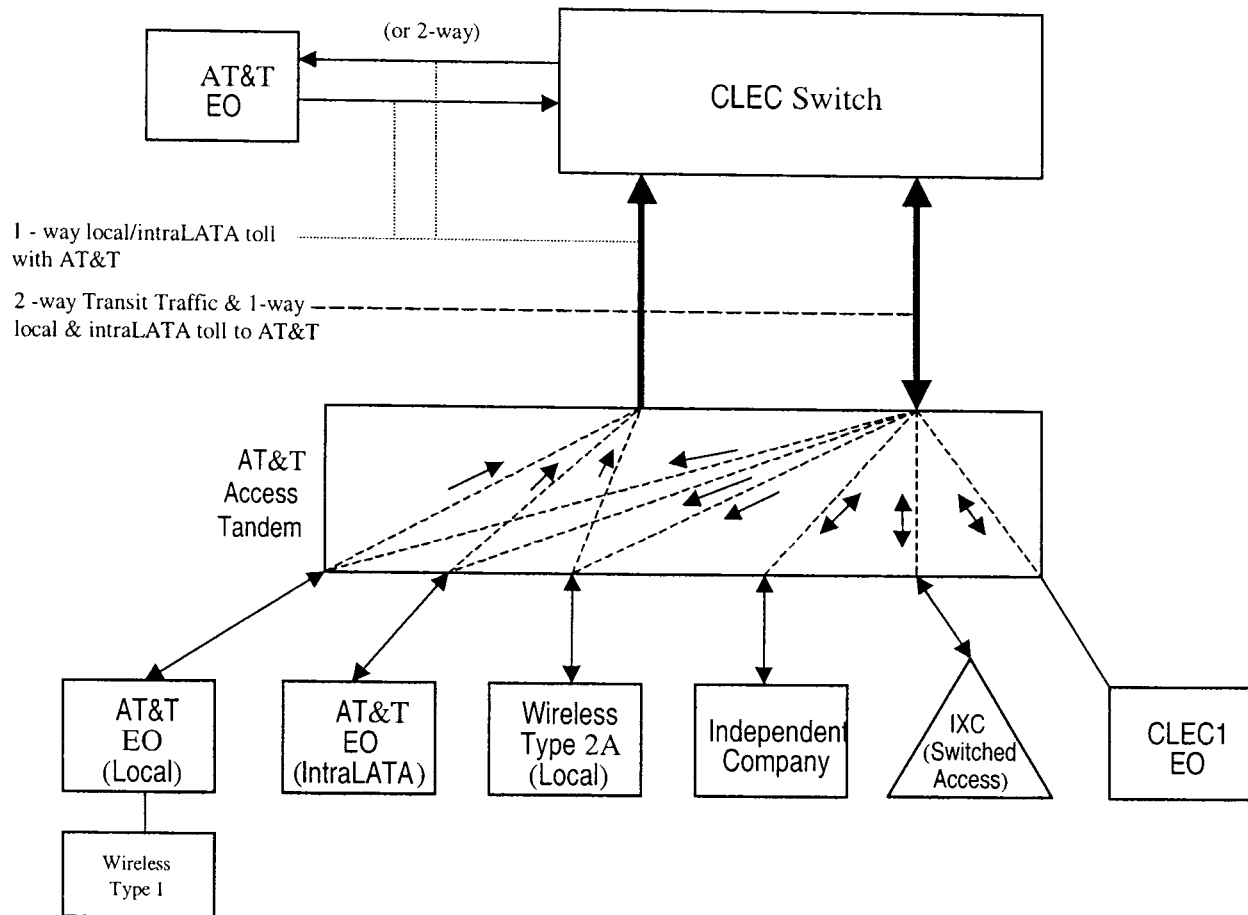 (or 2-way)
AT&T
EO
CLEC Switch
1 - way local/intraLATA toll
with AT&T
2 -way Transit Traffic & 1-way
local & intraLATA toll to AT&T
AT&T
Access
Tandem
AT&T
EO
(Local)
AT&T
EO
(IntraLATA)
Wireless
Type 2A
(Local)
Independent
Company
IXC
(Switched
Access)
CLEC1
EO
Wireless
Type 1